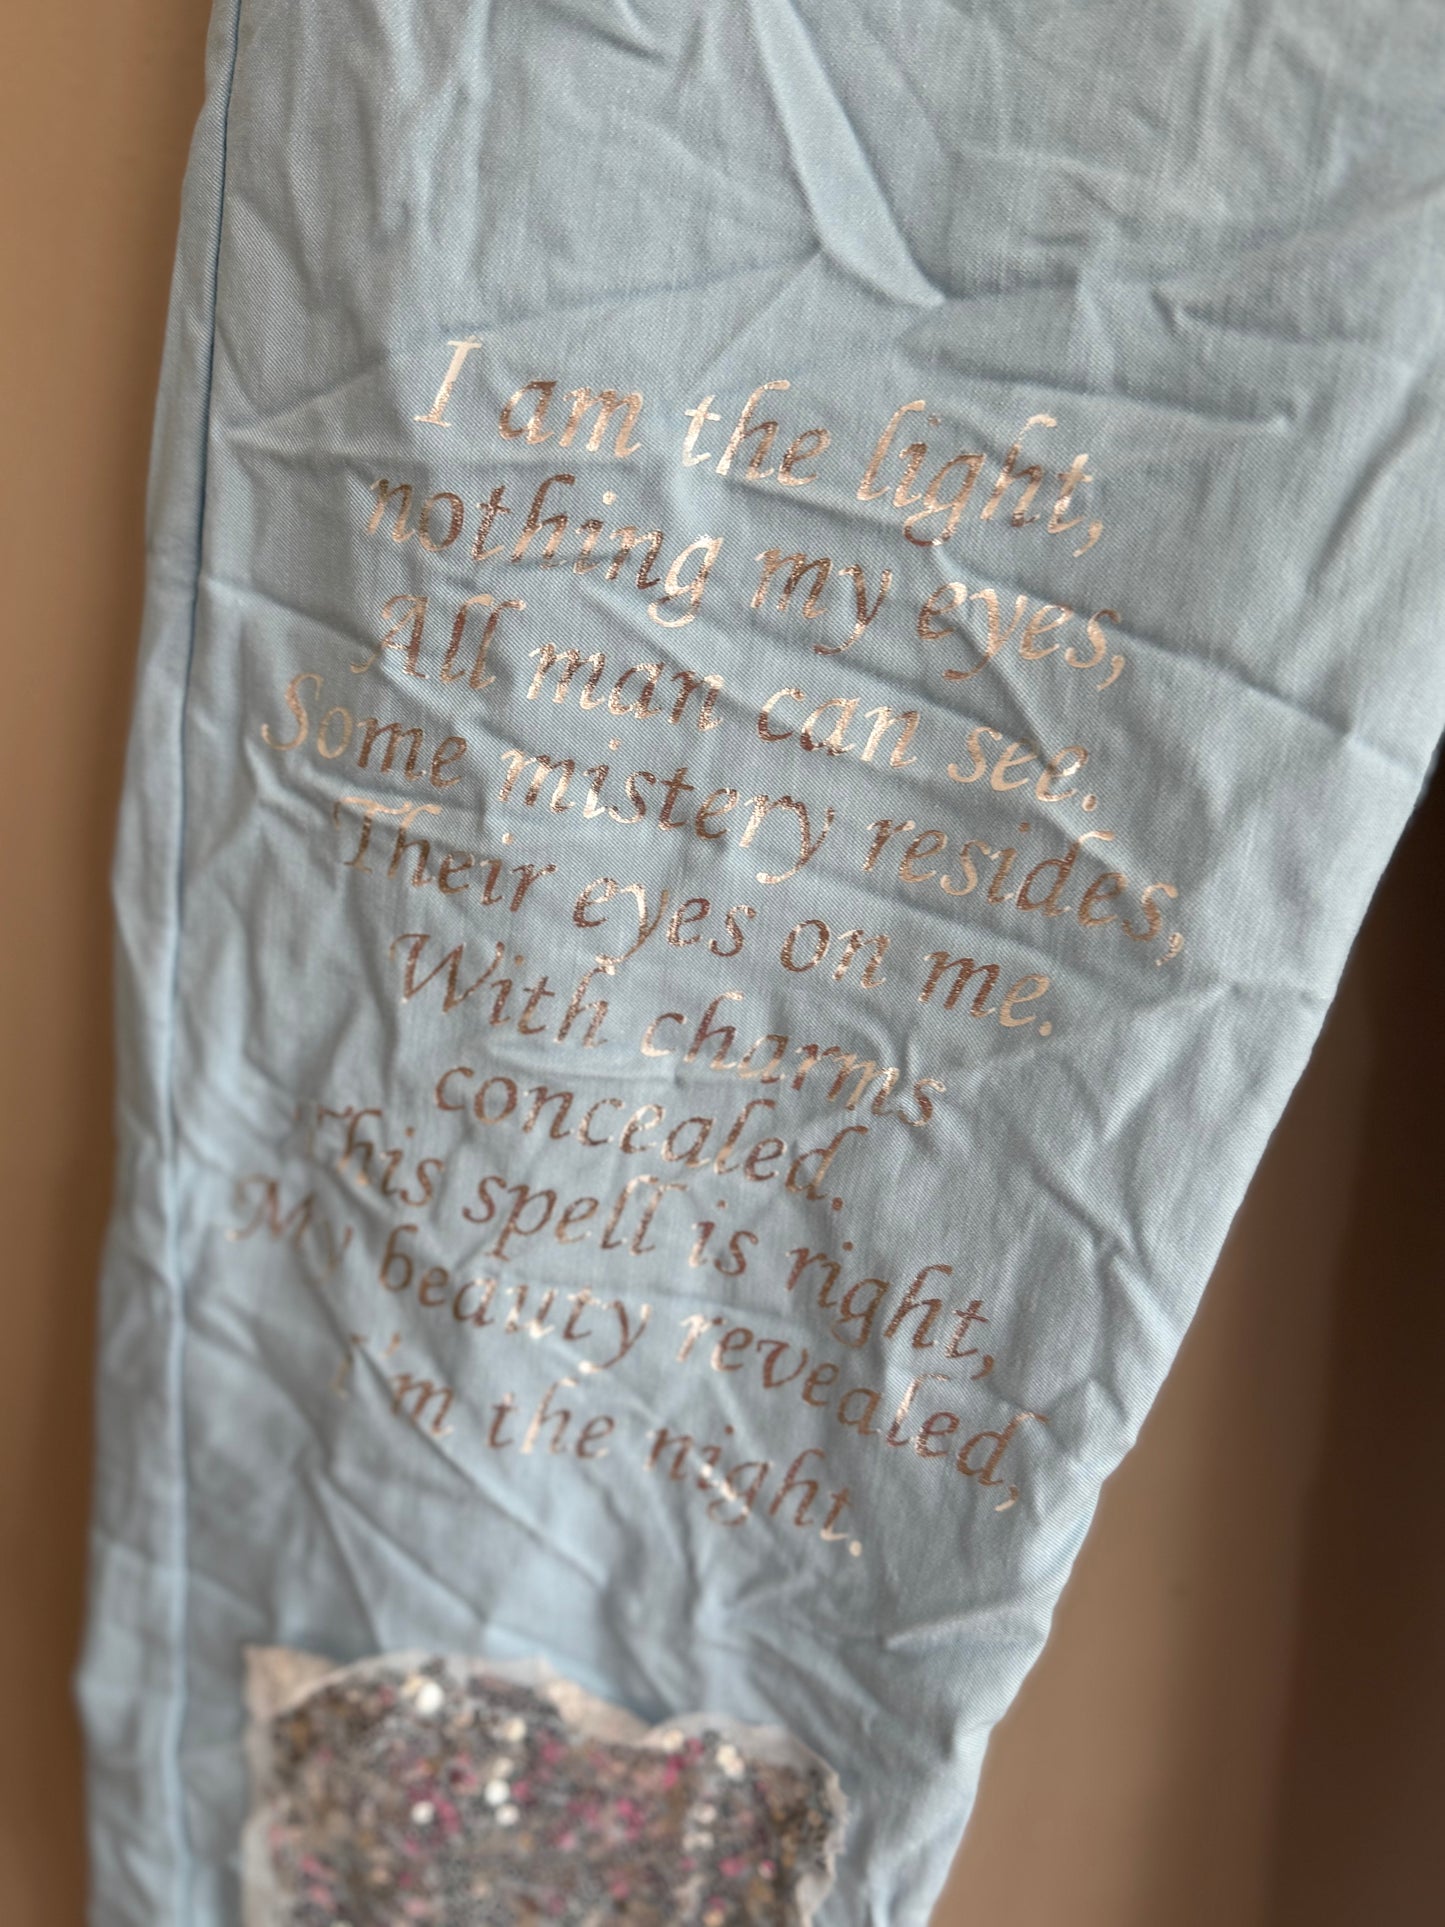 I am the light,
nothing my eyes,
All man can see.
Some mistery resides,
Their eyes on me.
With charms
concealed.
This spell is right,
My beauty revealed,
I'm the night.